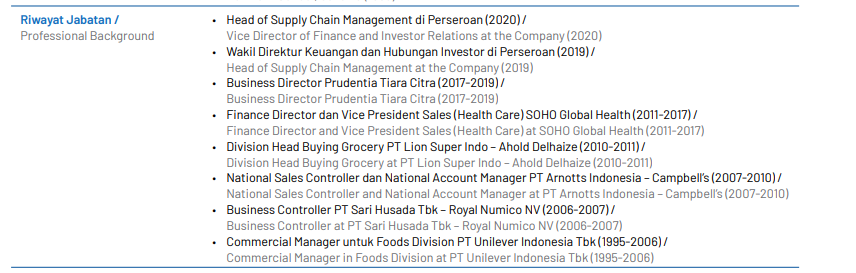 Riwayat Jabatan /
Professional Background
• Head of Supply Chain Management di Perseroan (2020) /
Vice Director of Finance and Investor Relations at the Company (2020)
• Wakil Direktur Keuangan dan Hubungan Investor di Perseroan (2019) /
Head of Supply Chain Management at the Company (2019)
• Business Director Prudentia Tiara Citra (2017-2019) /
Business Director Prudentia Tiara Citra (2017-2019)
• Finance Director dan Vice President Sales (Health Care) SOHO Global Health (2011-2017) /
Finance Director and Vice President Sales (Health Care) at SOHO Global Health (2011-2017)
• Division Head Buying Grocery PT Lion Super Indo – Ahold Delhaize (2010-2011) /
Division Head Buying Grocery at PT Lion Super Indo – Ahold Delhaize (2010-2011)
• National Sales Controller dan National Account Manager PT Arnotts Indonesia – Campbell's (2007-2010) /
National Sales Controller and National Account Manager at PT Arnotts Indonesia – Campbell's (2007-2010)
• Business Controller PT Sari Husada Tbk – Royal Numico NV (2006-2007) /
Business Controller at PT Sari Husada Tbk – Royal Numico NV (2006-2007)
• Commercial Manager untuk Foods Division PT Unilever Indonesia Tbk (1995-2006) /
Commercial Manager in Foods Division at PT Unilever Indonesia Tbk (1995-2006)